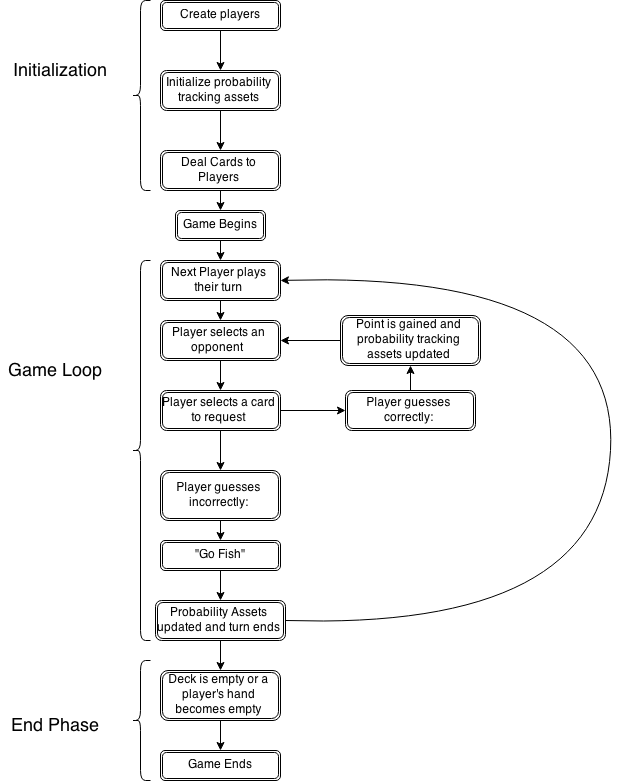 Create players
Initialization
Initialize probability
tracking assets
Deal Cards to
Players
Game Begins
Next Player plays
their turn
Player selects an
opponent
Point is gained and
probability tracking
assets updated
Game Loop
Player selects a card
to request
Player guesses
correctly:
Player guesses
incorrectly:
"Go Fish"
Probability Assets
updated and turn ends
Deck is empty or a
player's hand
becomes empty
End Phase
Game Ends